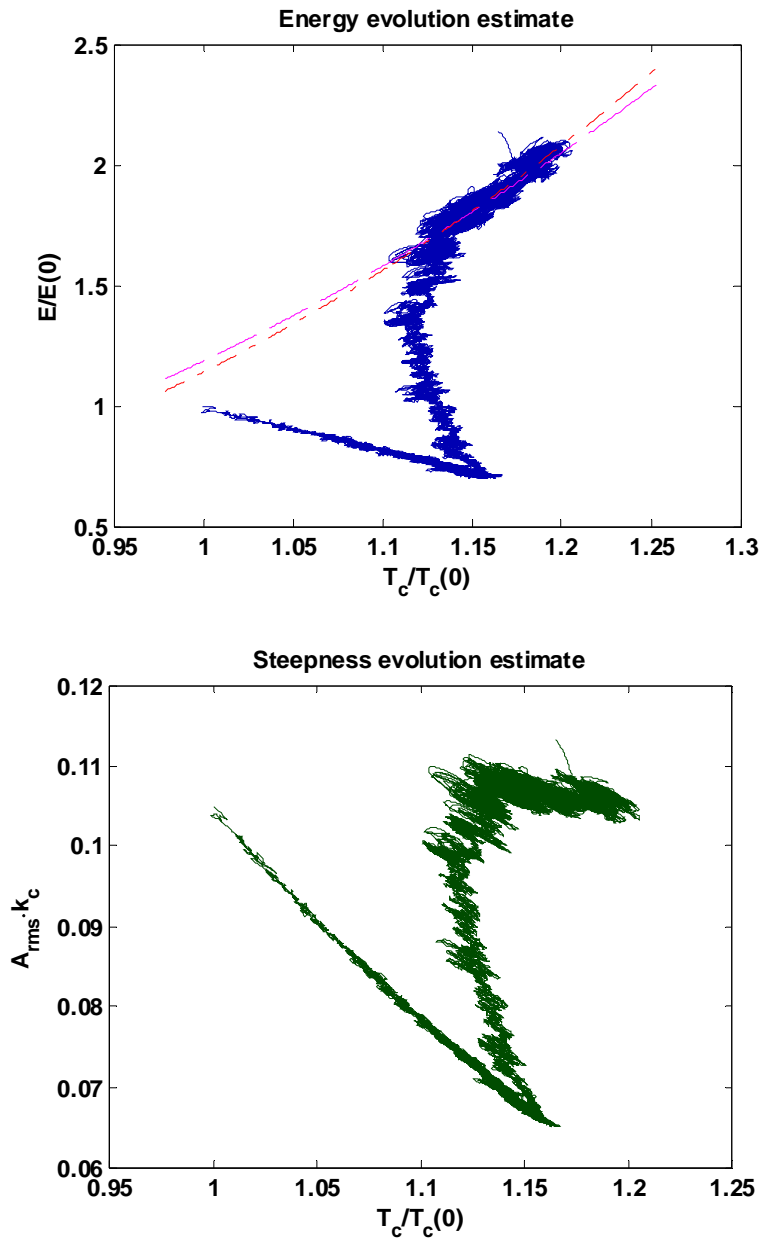 Energy evolution estimate
2.5
2
1.5
1
0.5
E/E(0)
0.95 1 1.05 1.1 1.15 1.2 1.25 1.3
T_c/T_c(0)
Steepness evolution estimate
0.12
0.11
0.1
0.09
0.08
0.07
0.06
A_rms.k_c
0.95 1 1.05 1.1 1.15 1.2 1.25
T_c/T_c(0)